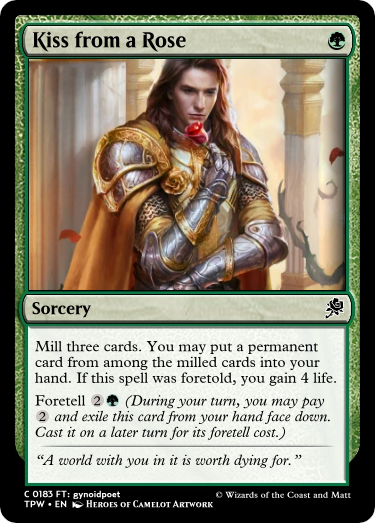 Kiss from a Rose
Sorcery
Mill three cards. You may put a permanent
card from among the milled cards into your
hand. If this spell was foretold, you gain 4 life.
Foretell 2 (During your turn, you may pay
2 and exile this card from your hand face down.
Cast it on a later turn for its foretell cost.)
“A world with you in it is worth dying for.”
C 0183 FT: gynoidpoet
TPW • EN Heroes of Camelot Artwork
© Wizards of the Coast and Matt